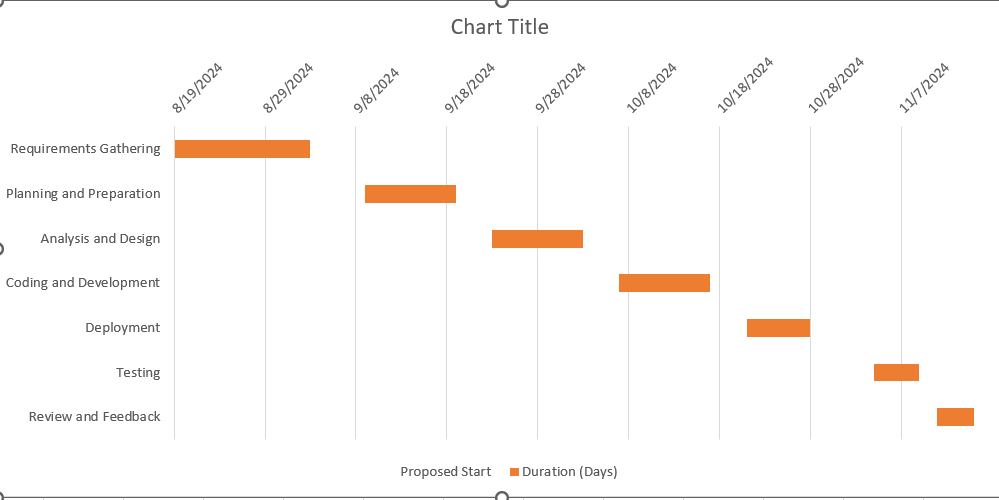 Chart Title
8/19/2024
8/29/2024
9/8/2024
9/18/2024
9/28/2024
10/8/2024
10/18/2024
10/28/2024
11/7/2024
Requirements Gathering
Planning and Preparation
Analysis and Design
Coding and Development
Deployment
Testing
Review and Feedback
Proposed Start Duration (Days)